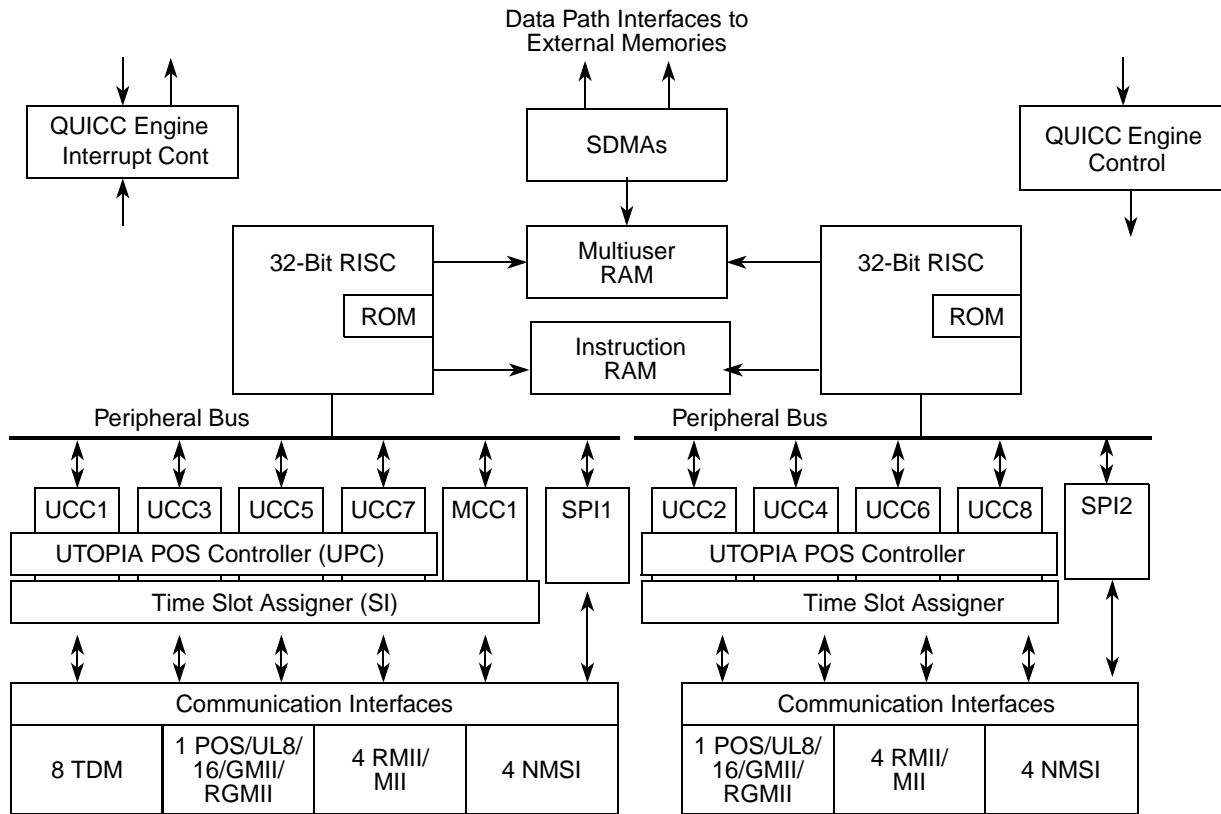 Data Path Interfaces to
External Memories
QUICC Engine
Interrupt Cont
SDMAs
QUICC Engine
Control
32-Bit RISC
ROM
Multiuser
RAM
Instruction
RAM
32-Bit RISC
ROM
Peripheral Bus
Peripheral Bus
UCC1
UCC3
UCC5
UCC7
MCC1
SPI1
UTOPIA POS Controller (UPC)
Time Slot Assigner (SI)
UCC2
UCC4
UCC6
UCC8
SPI2
UTOPIA POS Controller
Time Slot Assigner
Communication Interfaces
8 TDM
1 POS/UL8/
16/GMII/
RGMII
4 RMII/
MII
4 NMSI
Communication Interfaces
1 POS/UL8/
16/GMII/
RGMII
4 RMII/
MII
4 NMSI